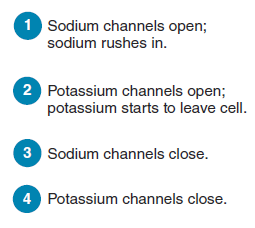 1 Sodium channels open;
sodium rushes in.
2 Potassium channels open;
potassium starts to leave cell.
3 Sodium channels close.
4 Potassium channels close.